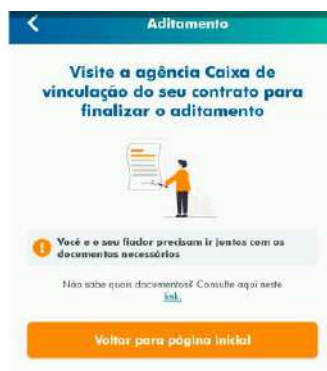 Aditamento
Visite a agência Caixa de
vinculação do seu contrato para
finalizar o aditamento
Você e o seu fiador precisam ir juntos com os
documentos necessários
Não sabe quais documentos? Consulte aqui neste
link.
Voltar para página inicial